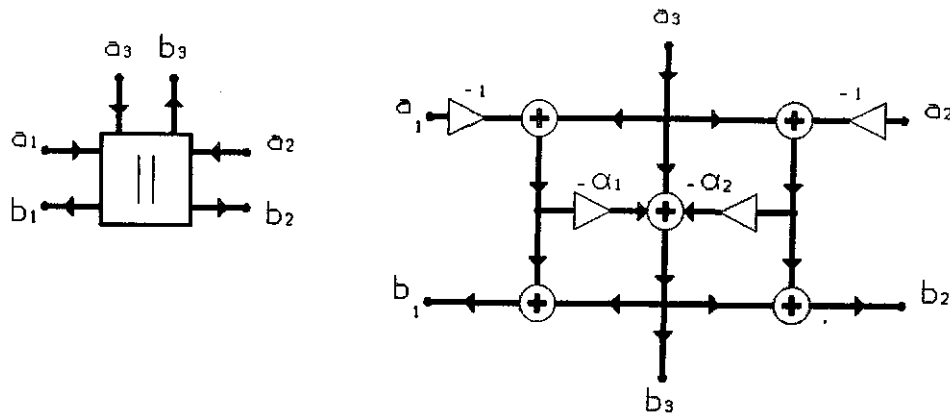 a₃ b₃
a₁ a₂
||
b₁ b₂
a₃
-1 -1
a₁ a₂
-α₁ -α₂
b₁ b₂
b₃